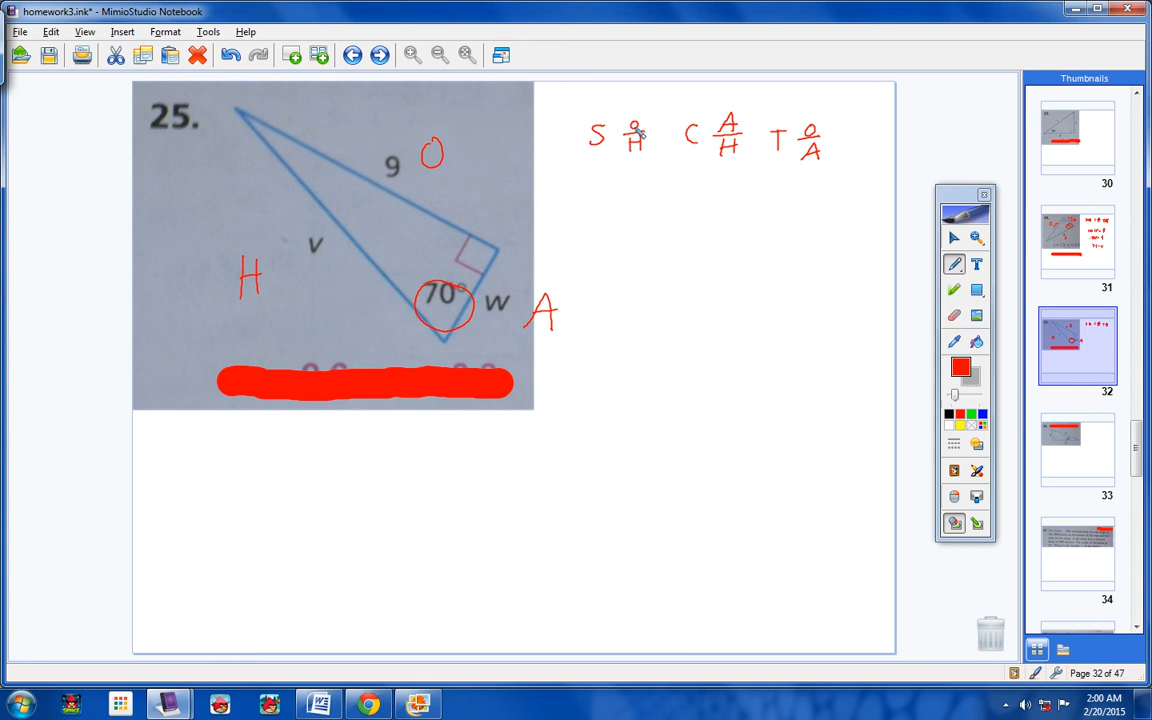 homework3.ink* - MimioStudio Notebook
File Edit View Insert Format Tools Help
25.
9 O
v
H
70°
w A
S O/H C A/H T O/A
Thumbnails
30
31
32
33
34
Page 32 of 47
2:00 AM
2/20/2015